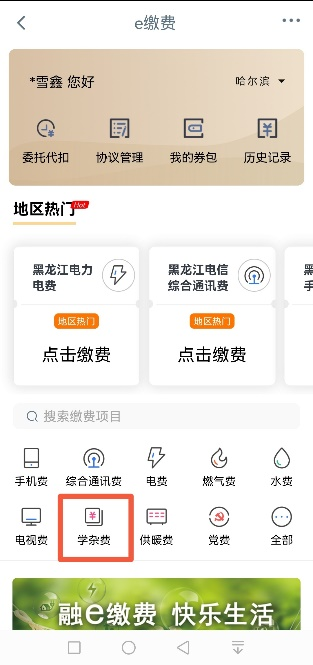 e缴费
*雪鑫 您好
哈尔滨
委托代扣 协议管理 我的券包 历史记录
地区热门 Hot
黑龙江电力
电费
地区热门
点击缴费
黑龙江电信
综合通讯费
地区热门
点击缴费
黑龙
手
搜索缴费项目
手机费 综合通讯费 电费 燃气费 水费
电视费 学杂费 供暖费 党费 全部
融e缴费 快乐生活